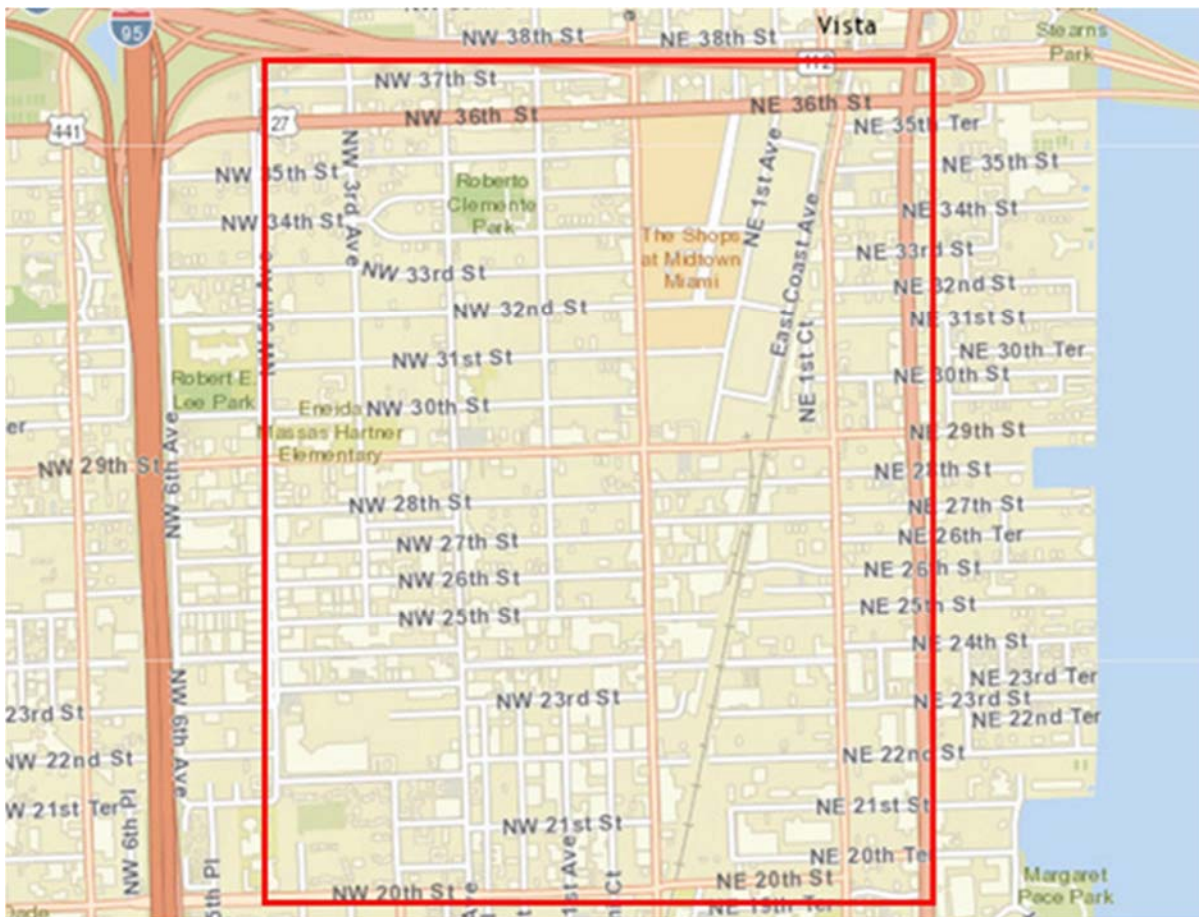 95
NW 38th St
NE 38th St
Vista
Stearns
Park
112
NW 37th St
NE 36th St
NW 36th St
27
441
NE 35th Ter
NW 35th St
NW 3rd Ave
Roberto
Clemente
Park
NE 1st Ave
NE 35th St
NW 34th St
NE 34th St
The Shops
at Midtown
Miami
East Coast Ave
NE 33rd St
NW 33rd St
NE 32nd St
NW 32nd St
NE 31st St
NW 31st St
NE 1st Ct
NE 30th Ter
NE 30th St
Robert E.
Lee Park
Eneida
Massas Hartner
Elementary
NW 30th St
er
NE 29th St
NW 29th St
NW 6th Ave
NE 28th St
NW 28th St
NE 27th St
NW 27th St
NE 26th Ter
NW 26th St
NE 26th St
NW 25th St
NE 25th St
NE 24th St
NW 6th Ave
NE 23rd Ter
NW 23rd St
NE 23rd St
23rd St
NE 22nd Ter
NW 22nd St
NE 22nd St
W 21st Ter
NW 6th Pl
NE 21st St
NW 21st St
NE 20th Te
5th Pl
1st Ave
Ct
NW 20th St
NE 20th St
Margaret
Pace Park
Ave
NE 19th Ter